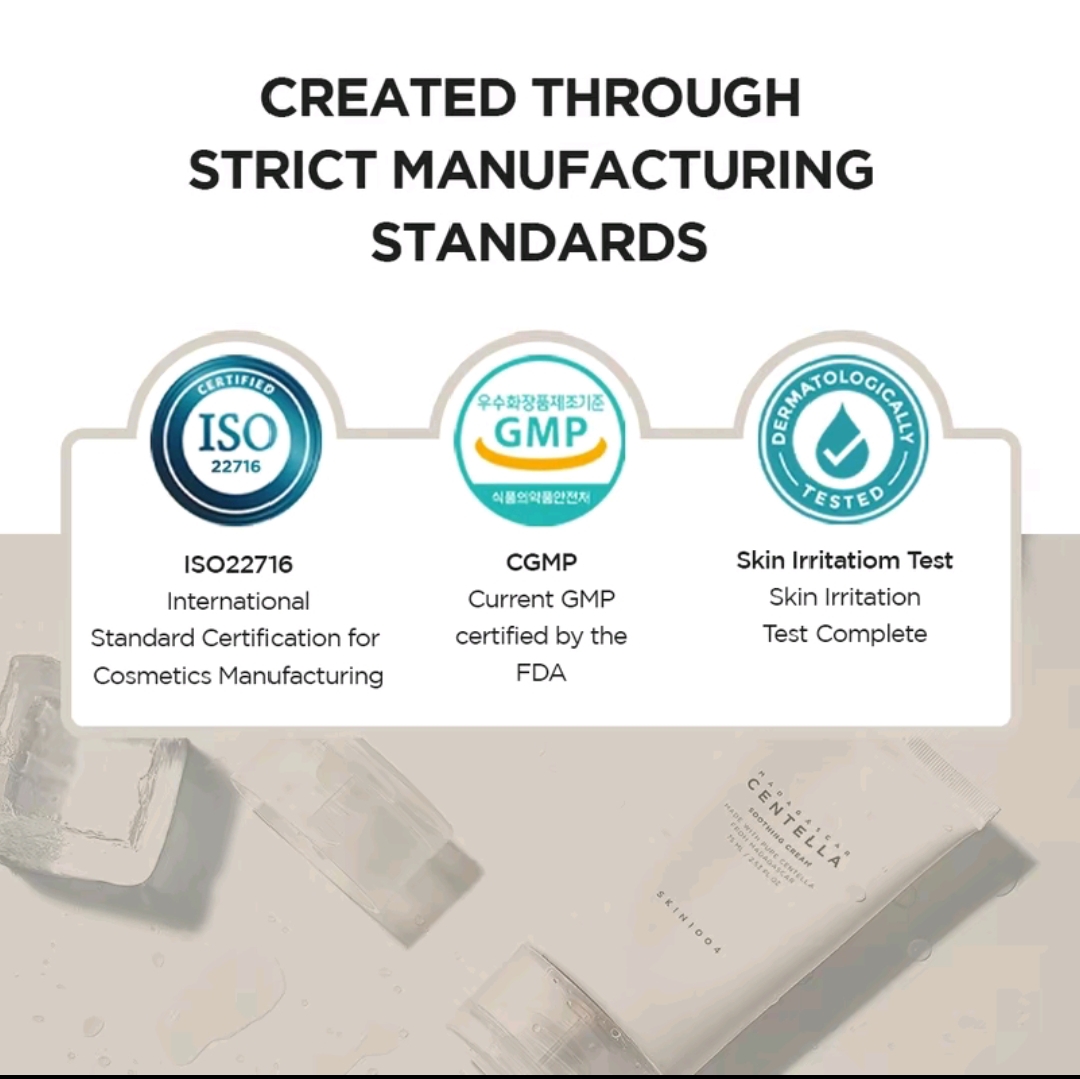 CREATED THROUGH
STRICT MANUFACTURING
STANDARDS
CERTIFIED
ISO
22716
우수화장품제조기준
GMP
식품의약품안전처
DERMATOLOGICALLY
TESTED
ISO22716
International
Standard Certification for
Cosmetics Manufacturing
CGMP
Current GMP
certified by the
FDA
Skin Irritatiom Test
Skin Irritation
Test Complete
MADAGASCAR
CENTELLA
SOOTHING CREAM
MADE WITH PURE CENTELLA
FROM MADAGASCAR
75 ML / 2.53 FL.OZ
SKIN1004